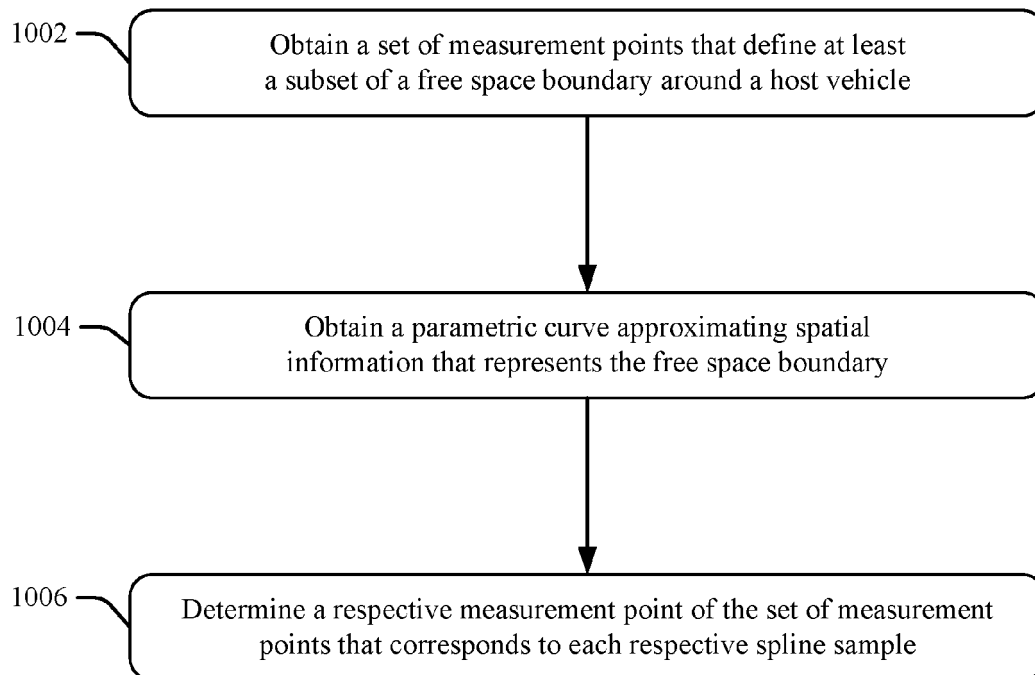 1002
Obtain a set of measurement points that define at least
a subset of a free space boundary around a host vehicle
1004
Obtain a parametric curve approximating spatial
information that represents the free space boundary
1006
Determine a respective measurement point of the set of measurement
points that corresponds to each respective spline sample